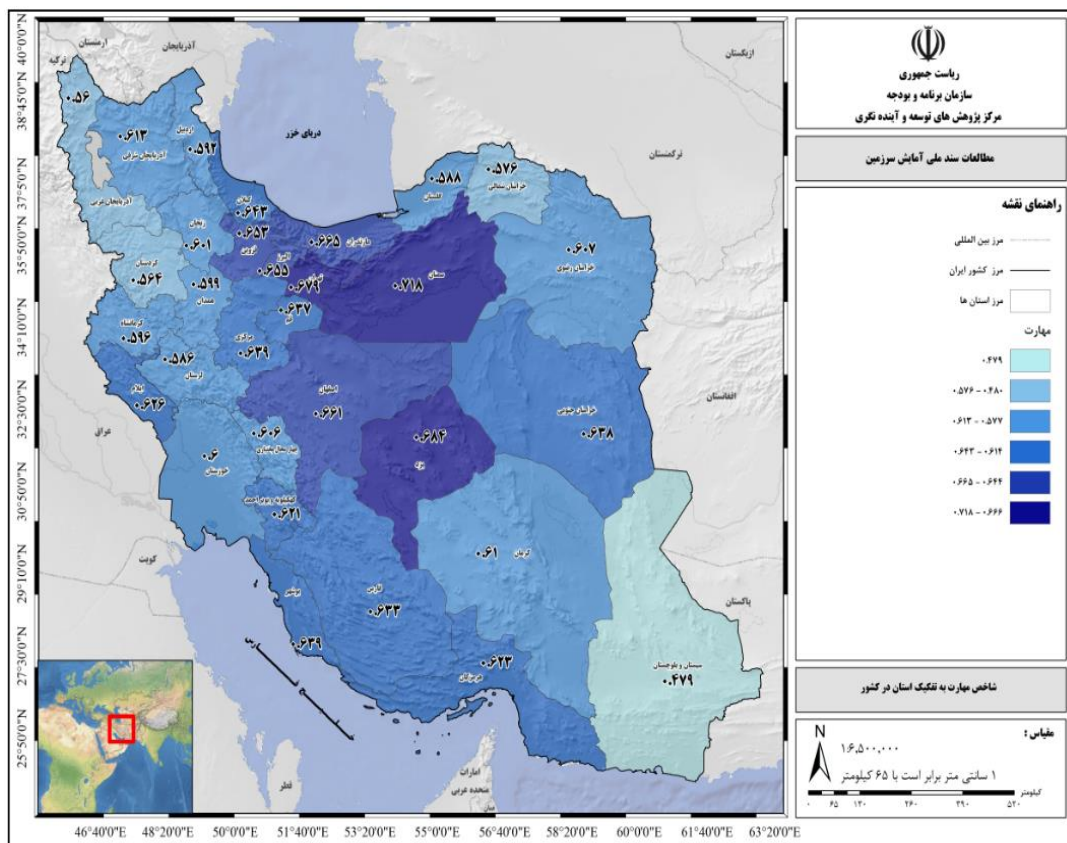 ریاست جمهوری
سازمان برنامه و بودجه
مرکز پژوهش های توسعه و آینده نگری
مطالعات سند ملی آمایش سرزمین
راهنمای نقشه
مرز بین المللی
مرز کشور ایران
مرز استان ها
مهارت
۰.۴۷۹
۰.۵۷۶ – ۰.۴۸۰
۰.۶۱۳ – ۰.۵۷۷
۰.۶۴۳ – ۰.۶۱۴
۰.۶۶۵ – ۰.۶۴۴
۰.۷۱۸ – ۰.۶۶۶
شاخص مهارت به تفکیک استان در کشور
مقیاس :
N
۱:۶,۵۰۰,۰۰۰
۱ سانتی متر برابر است با ۶۵ کیلومتر
کیلومتر
۰ ۶۵ ۱۳۰ ۲۶۰ ۳۹۰ ۵۲۰
ارمنستان
آذربایجان
ترکیه
ازبکستان
ترکمنستان
افغانستان
پاکستان
عراق
کویت
قطر
امارات
متحده عربی
عمان
دریای خزر
۰.۵۶
آذربایجان غربی
۰.۶۱۳
آذربایجان شرقی
اردبیل
۰.۵۹۲
گیلان
۰.۶۴۳
۰.۶۵۳
قزوین
زنجان
۰.۶۰۱
البرز
۰.۶۵۵
مازندران
۰.۶۶۵
تهران
۰.۶۷۹
۰.۶۳۷
قم
سمنان
۰.۷۱۸
۰.۵۸۸
گلستان
۰.۵۷۶
خراسان شمالی
۰.۶۰۷
خراسان رضوی
کردستان
۰.۵۶۴
۰.۵۹۹
همدان
کرمانشاه
۰.۵۹۶
مرکزی
۰.۶۳۹
۰.۵۸۶
لرستان
ایلام
۰.۶۲۶
اصفهان
۰.۶۶۱
۰.۶۸۴
یزد
خراسان جنوبی
۰.۶۳۸
۰.۶۰۶
چهار محال بختیاری
۰.۶
خوزستان
کهگیلویه و بویر احمد
۰.۶۲۱
۰.۶۱
کرمان
فارس
۰.۶۳۳
بوشهر
۰.۶۳۹
۰.۶۲۳
هرمزگان
سیستان و بلوچستان
۰.۴۷۹
40°0'0"N
38°45'0"N
37°5'0"N
35°50'0"N
34°10'0"N
32°30'0"N
30°50'0"N
29°10'0"N
27°30'0"N
25°50'0"N
46°40'0"E 48°20'0"E 50°0'0"E 51°40'0"E 53°20'0"E 55°0'0"E 56°40'0"E 58°20'0"E 60°0'0"E 61°40'0"E 63°20'0"E